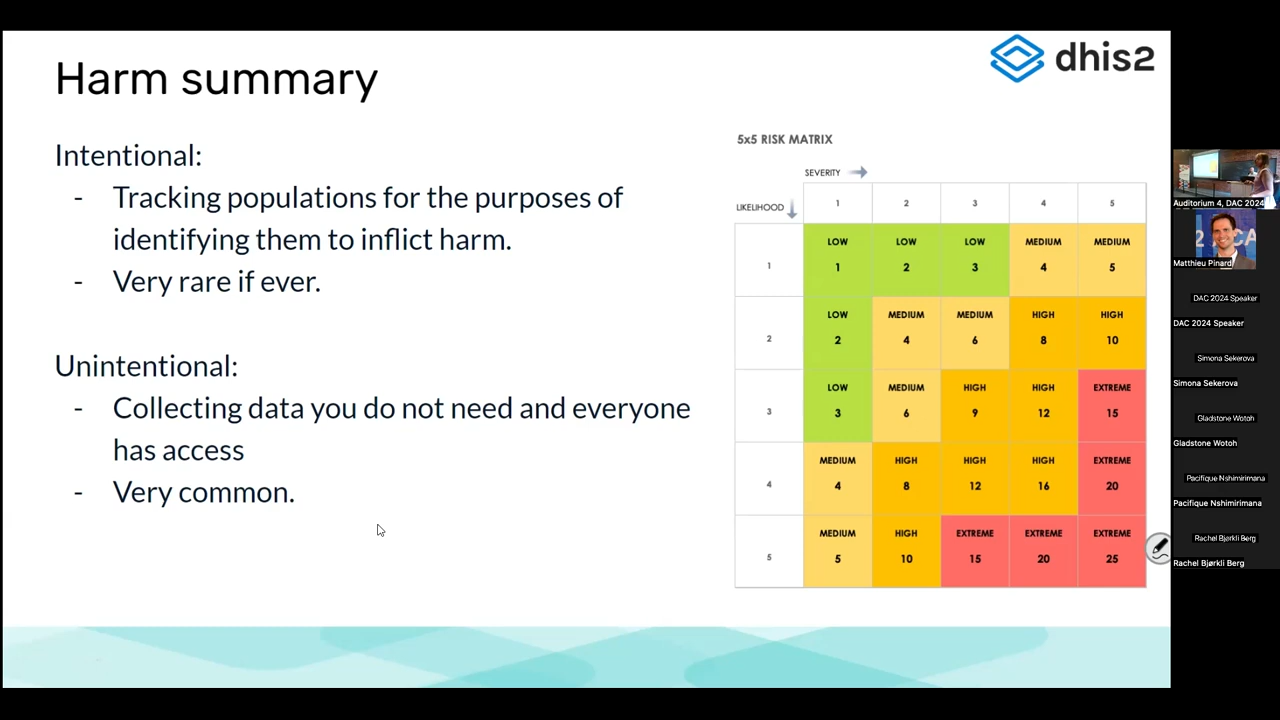 Harm summary
dhis2
Intentional:
- Tracking populations for the purposes of
identifying them to inflict harm.
- Very rare if ever.
Unintentional:
- Collecting data you do not need and everyone
has access
- Very common.
5x5 RISK MATRIX
SEVERITY
LIKELIHOOD
1 2 3 4 5
LOW LOW LOW MEDIUM MEDIUM
1 1 2 3 4 5
LOW MEDIUM MEDIUM HIGH HIGH
2 2 4 6 8 10
LOW MEDIUM HIGH HIGH EXTREME
3 3 6 9 12 15
MEDIUM HIGH HIGH HIGH EXTREME
4 4 8 12 16 20
MEDIUM HIGH EXTREME EXTREME EXTREME
5 5 10 15 20 25
Auditorium 4, DAC 2024
Matthieu Pinard
DAC 2024 Speaker
DAC 2024 Speaker
Simona Sekerova
Simona Sekerova
Gladstone Wotoh
Gladstone Wotoh
Pacifique Nshimirimana
Pacifique Nshimirimana
Rachel Bjørkli Berg
Rachel Bjørkli Berg